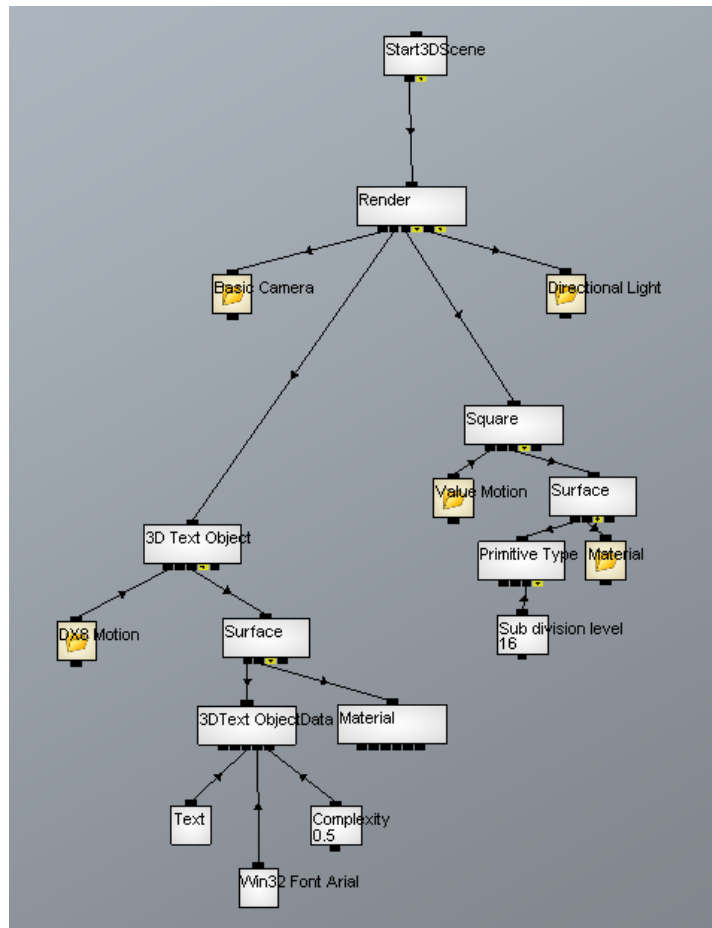 Start3DScene
Render
Basic Camera
Directional Light
Square
Value Motion
Surface
3D Text Object
Primitive Type
Material
DX8 Motion
Surface
Sub division level
16
3DText ObjectData
Material
Text
Complexity
0.5
Win32 Font Arial